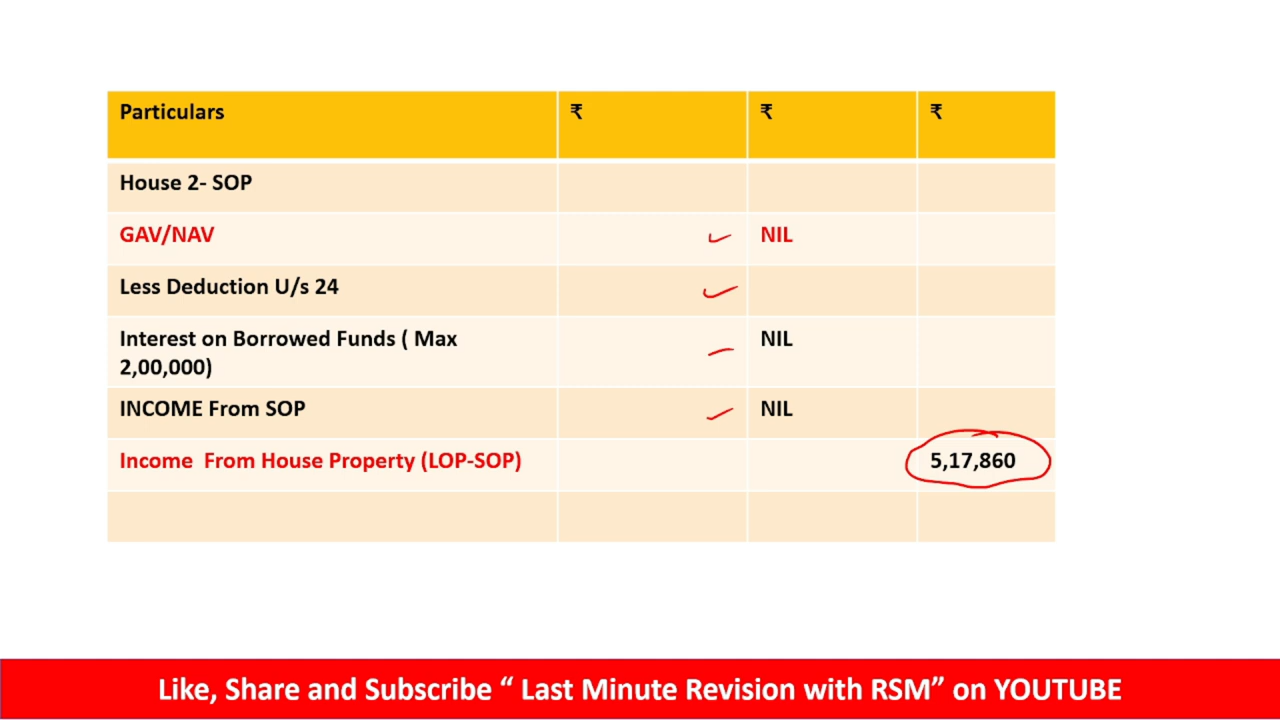 Particulars ₹ ₹ ₹
House 2- SOP
GAV/NAV NIL
Less Deduction U/s 24
Interest on Borrowed Funds ( Max
2,00,000) NIL
INCOME From SOP NIL
Income From House Property (LOP-SOP) 5,17,860
Like, Share and Subscribe “ Last Minute Revision with RSM” on YOUTUBE